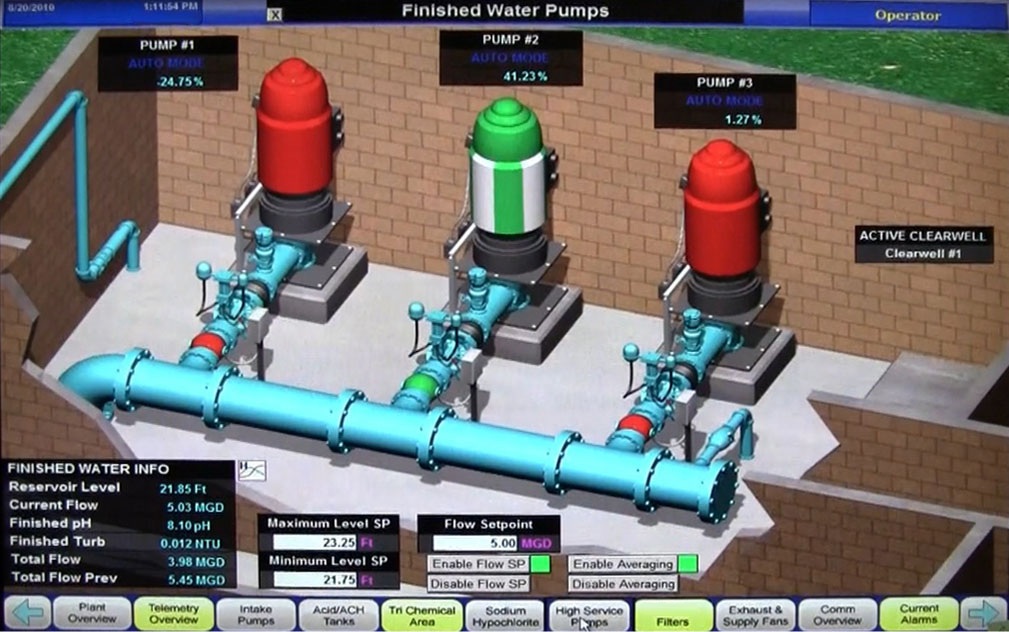 8/20/2010 1:11:54 PM
X
Finished Water Pumps
Operator
PUMP #1
AUTO MODE
-24.75%
PUMP #2
AUTO MODE
41.23%
PUMP #3
AUTO MODE
1.27%
ACTIVE CLEARWELL
Clearwell #1
FINISHED WATER INFO
Reservoir Level 21.85 Ft
Current Flow 5.03 MGD
Finished pH 8.10 pH
Finished Turb 0.012 NTU
Total Flow 3.98 MGD
Total Flow Prev 5.45 MGD
Maximum Level SP
23.25 Ft
Minimum Level SP
21.75 Ft
Flow Setpoint
5.00 MGD
Enable Flow SP
Disable Flow SP
Enable Averaging
Disable Averaging
Plant
Overview
Telemetry
Overview
Intake
Pumps
Acid/ACH
Tanks
Tri Chemical
Area
Sodium
Hypochlorite
High Service
Pumps
Filters
Exhaust &
Supply Fans
Comm
Overview
Current
Alarms